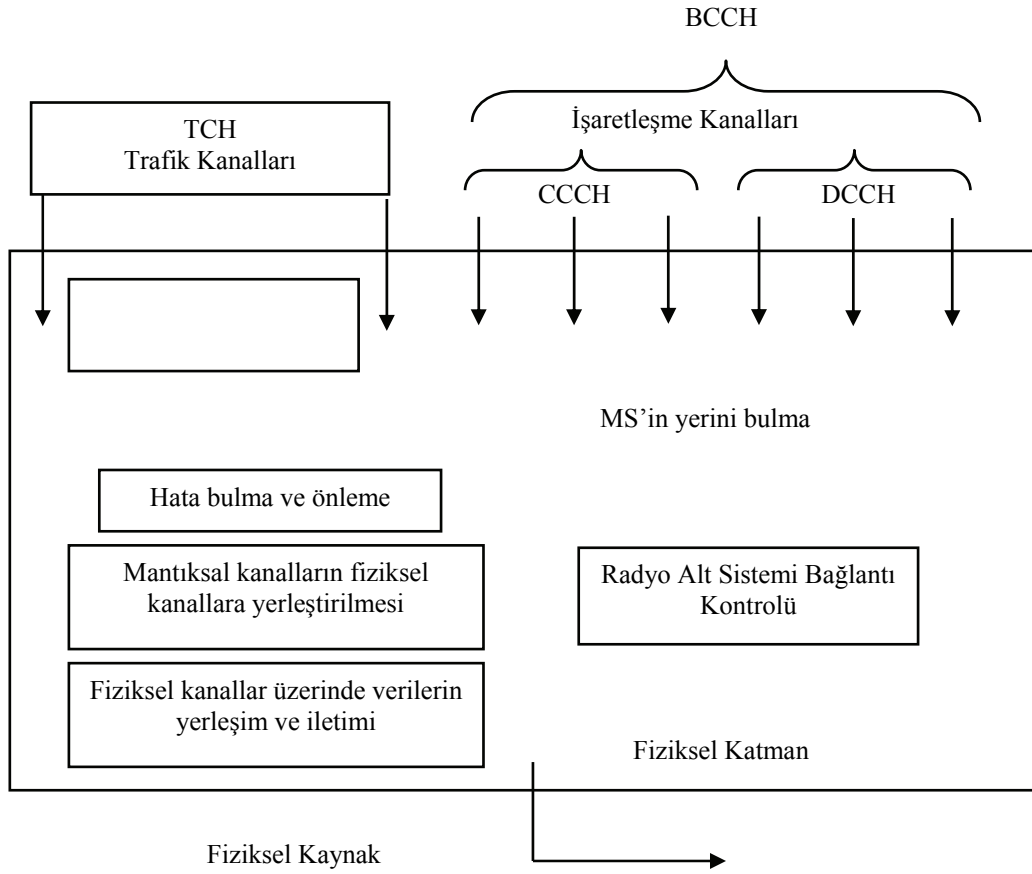 BCCH
İşaretleşme Kanalları
TCH
Trafik Kanalları
CCCH
DCCH
MS’in yerini bulma
Hata bulma ve önleme
Mantıksal kanalların fiziksel
kanallara yerleştirilmesi
Radyo Alt Sistemi Bağlantı
Kontrolü
Fiziksel kanallar üzerinde verilerin
yerleşim ve iletimi
Fiziksel Katman
Fiziksel Kaynak